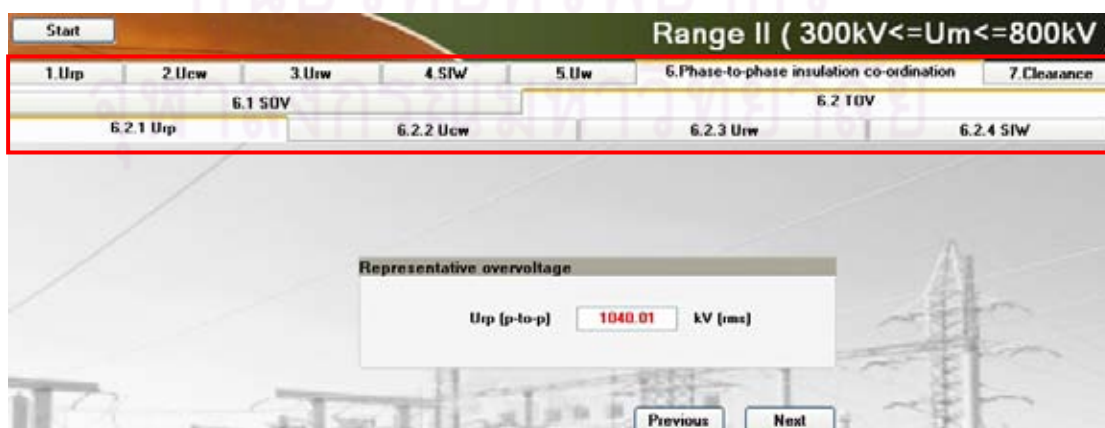 Start
Range II ( 300kV<=Um<=800kV )
1.Urp 2.Ucw 3.Urw 4.SIW 5.Uw 6.Phase-to-phase insulation co-ordination 7.Clearance
6.1 SOV 6.2 TOV
6.2.1 Urp 6.2.2 Ucw 6.2.3 Urw 6.2.4 SIW
Representative overvoltage
Urp (p-to-p) 1040.01 kV (rms)
Previous Next